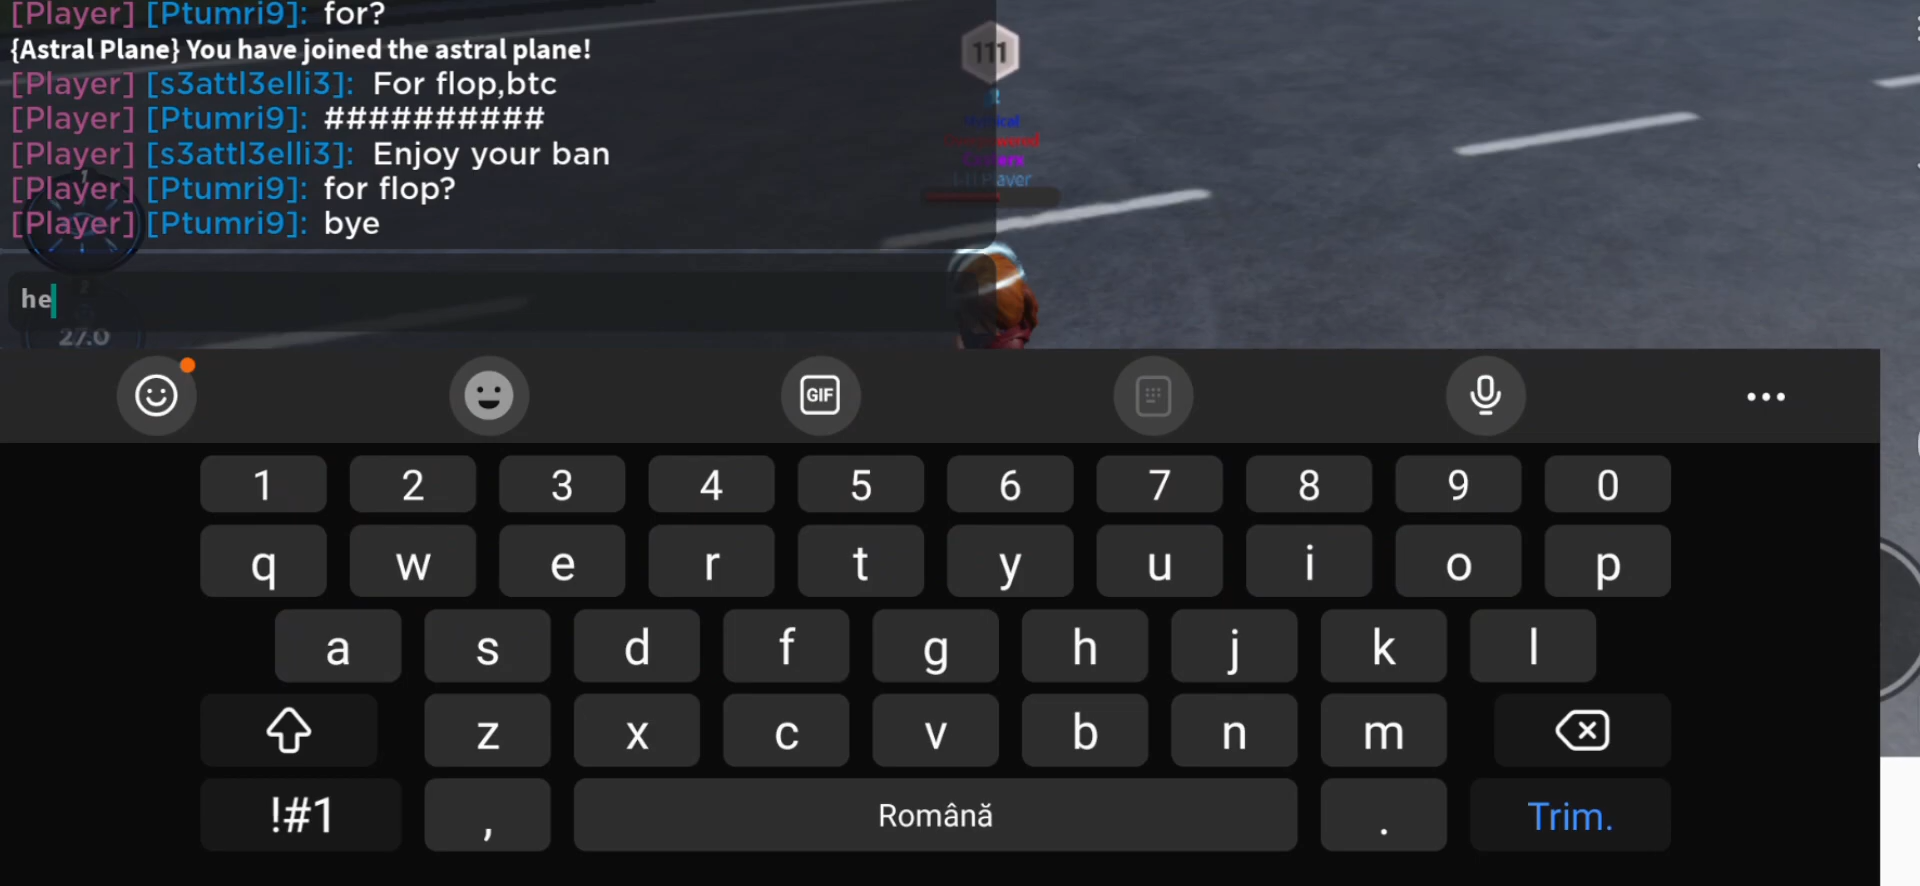 [Player] [Ptumri9]: for?
{Astral Plane} You have joined the astral plane!
[Player] [s3attl3elli3]: For flop,btc
[Player] [Ptumri9]: ##########
[Player] [s3attl3elli3]: Enjoy your ban
[Player] [Ptumri9]: for flop?
[Player] [Ptumri9]: bye
111
he
27.0
GIF
1 2 3 4 5 6 7 8 9 0
q w e r t y u i o p
a s d f g h j k l
z x c v b n m
!#1 , Română . Trim.